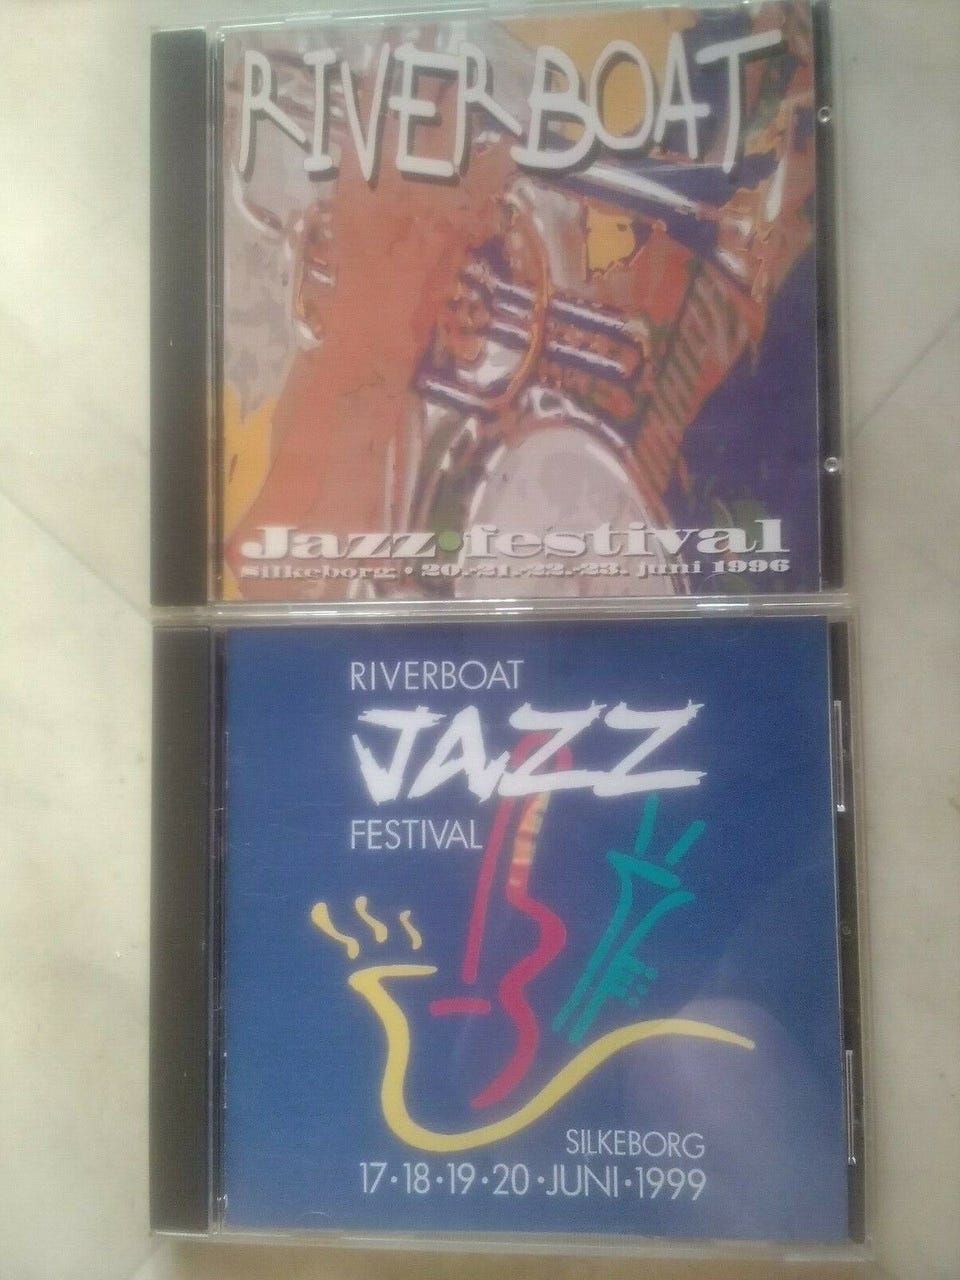 RIVERBOAT
Jazz•festival
Silkeborg • 20.-21.-22.-23. juni 1996
RIVERBOAT
JAZZ
FESTIVAL
SILKEBORG
17•18•19•20•JUNI•1999